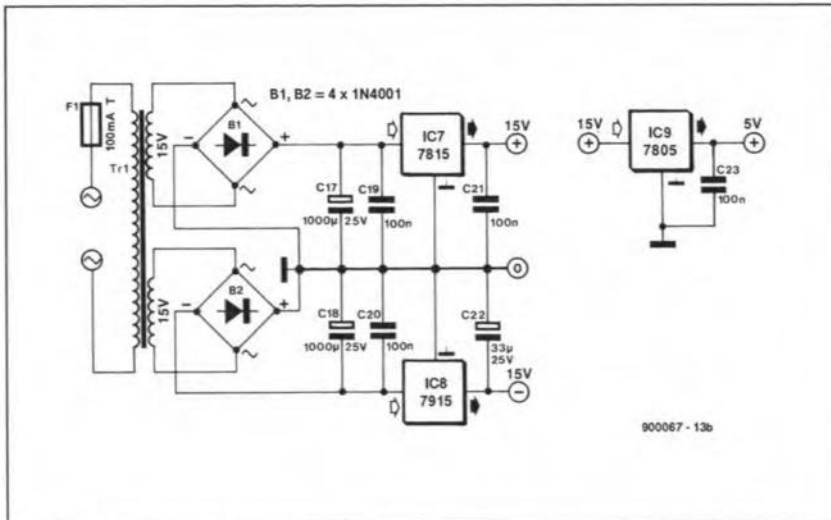 B1, B2 = 4 x 1N4001
F1
100mA T
Tr1
15V
B1
~
~
−
+
IC7
7815
15V
+
C17
1000µ 25V
C19
100n
C21
100n
15V
+
IC9
7805
5V
+
C23
100n
0
15V
B2
~
~
−
+
C18
1000µ 25V
C20
100n
C22
33µ
25V
IC8
7915
15V
−
900067 - 13b